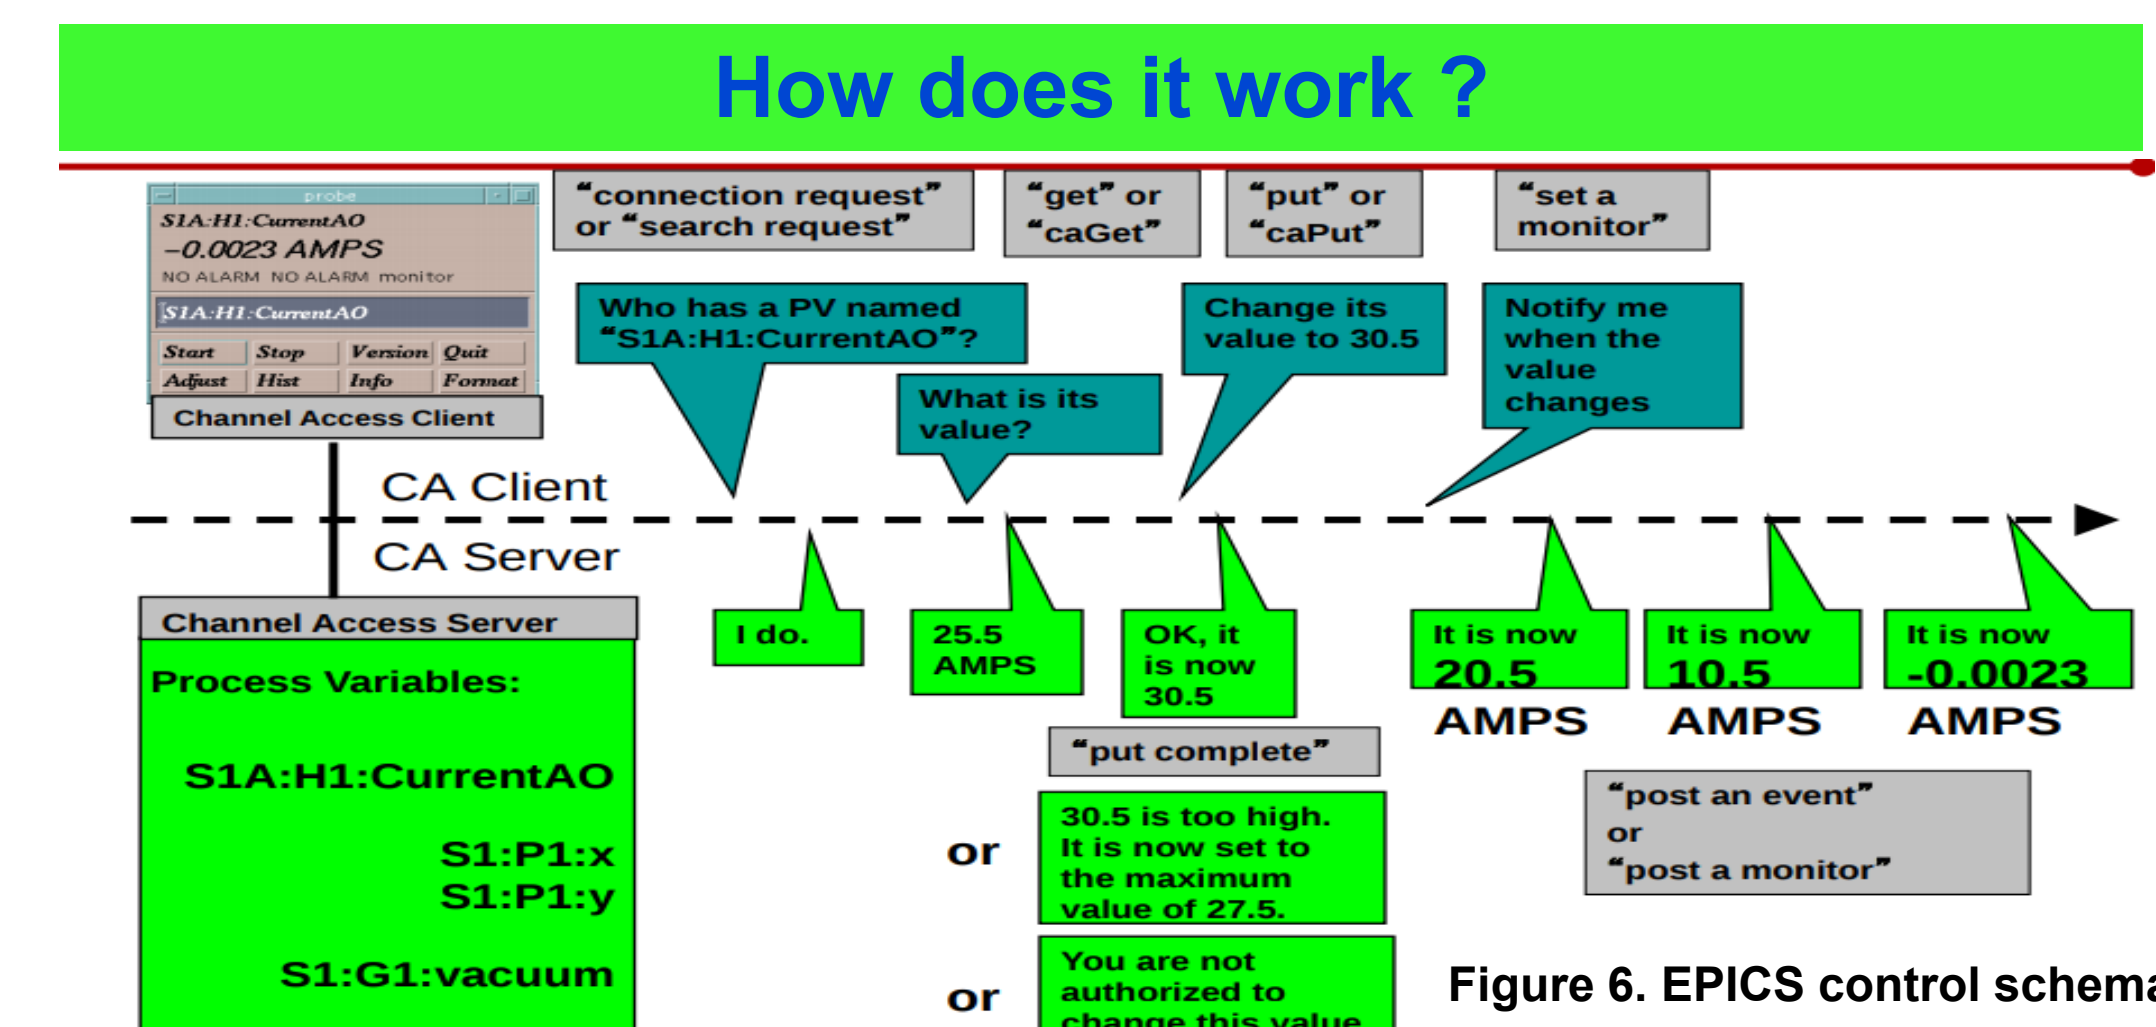 How does it work ?
probe
S1A:H1:CurrentAO
-0.0023 AMPS
NO ALARM NO ALARM monitor
S1A:H1:CurrentAO
Start Stop Version Quit
Adjust Hist Info Format
Channel Access Client
“connection request”
or “search request”
“get” or
“caGet”
“put” or
“caPut”
“set a
monitor”
Who has a PV named
“S1A:H1:CurrentAO”?
What is its
value?
Change its
value to 30.5
Notify me
when the
value
changes
CA Client
CA Server
Channel Access Server
Process Variables:
S1A:H1:CurrentAO
S1:P1:x
S1:P1:y
S1:G1:vacuum
I do.
25.5
AMPS
OK, it
is now
30.5
“put complete”
or
30.5 is too high.
It is now set to
the maximum
value of 27.5.
or
You are not
authorized to
change this value
It is now
20.5
AMPS
It is now
10.5
AMPS
It is now
-0.0023
AMPS
“post an event”
or
“post a monitor”
Figure 6. EPICS control schema